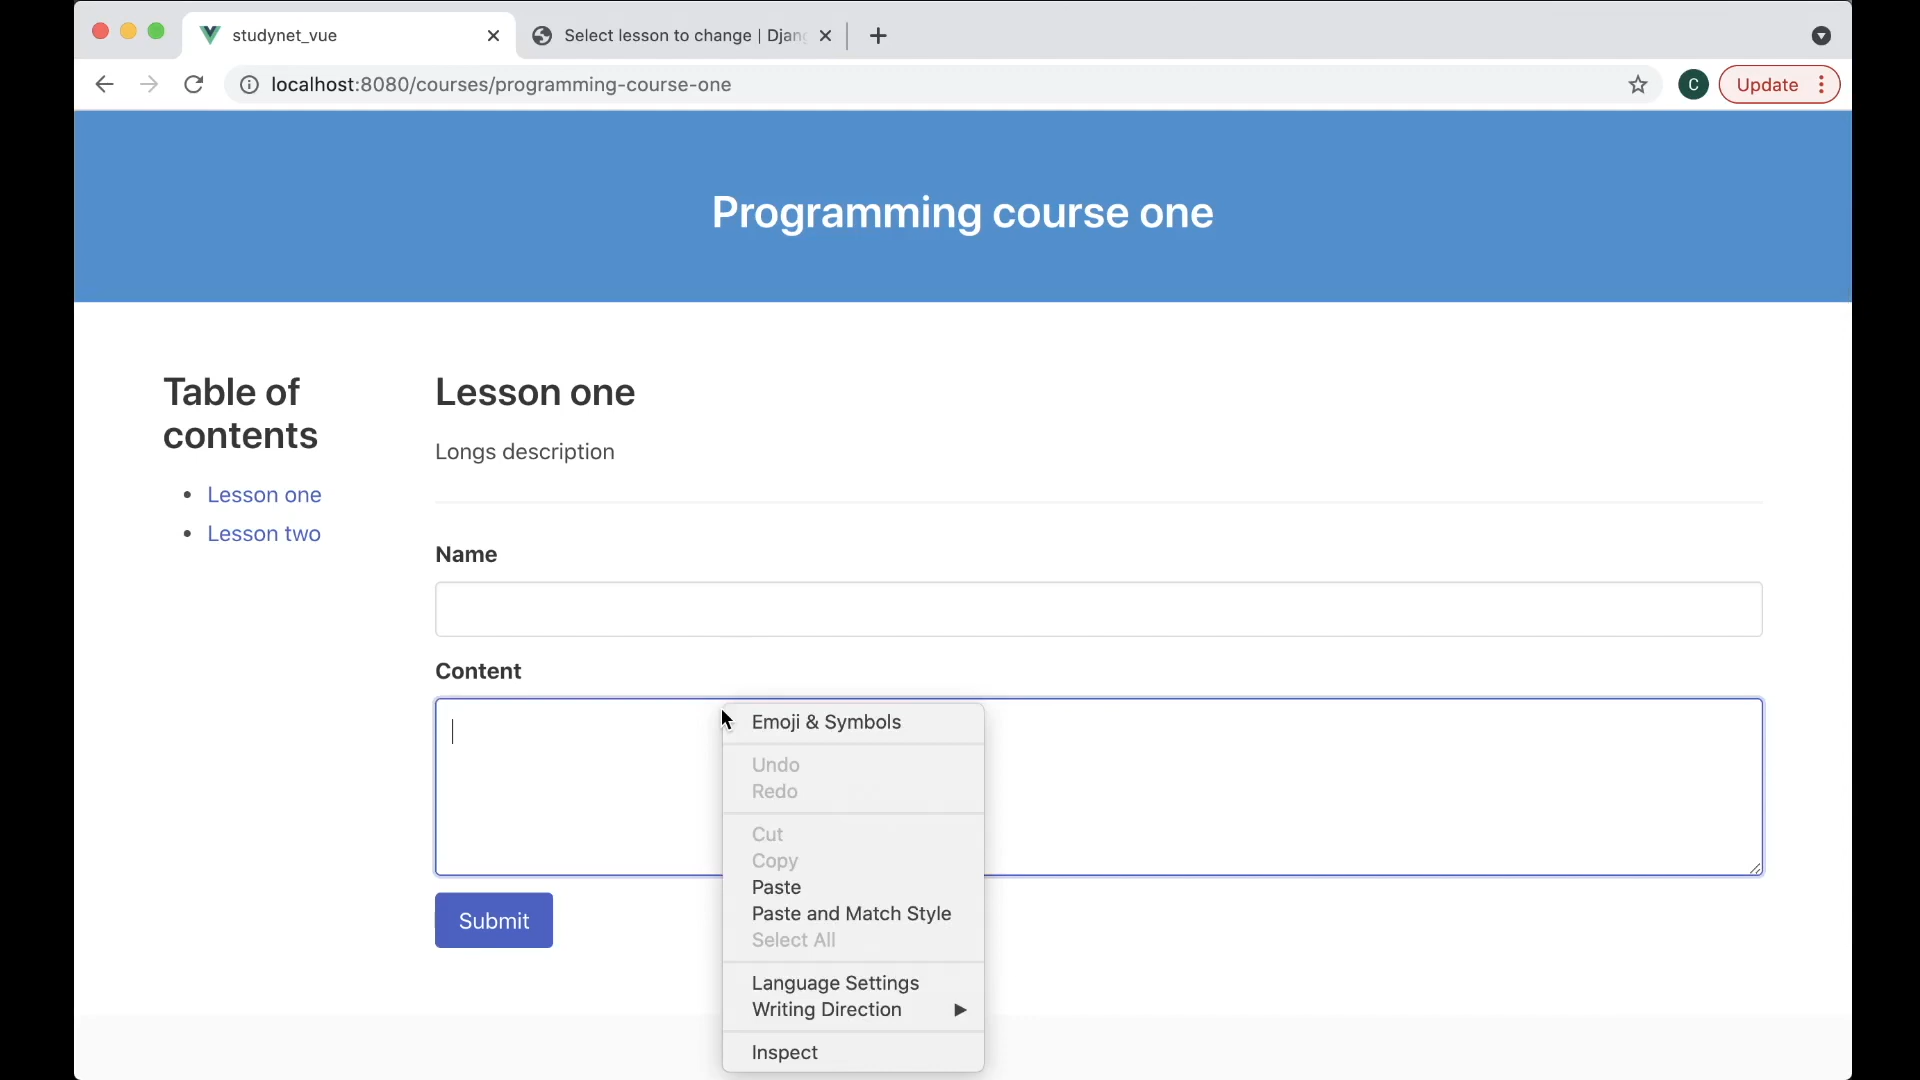 studynet_vue
Select lesson to change | Djan
localhost:8080/courses/programming-course-one
C
Update
Programming course one
Table of
contents
Lesson one
Lesson two
Lesson one
Longs description
Name
Content
Submit
Emoji & Symbols
Undo
Redo
Cut
Copy
Paste
Paste and Match Style
Select All
Language Settings
Writing Direction
Inspect